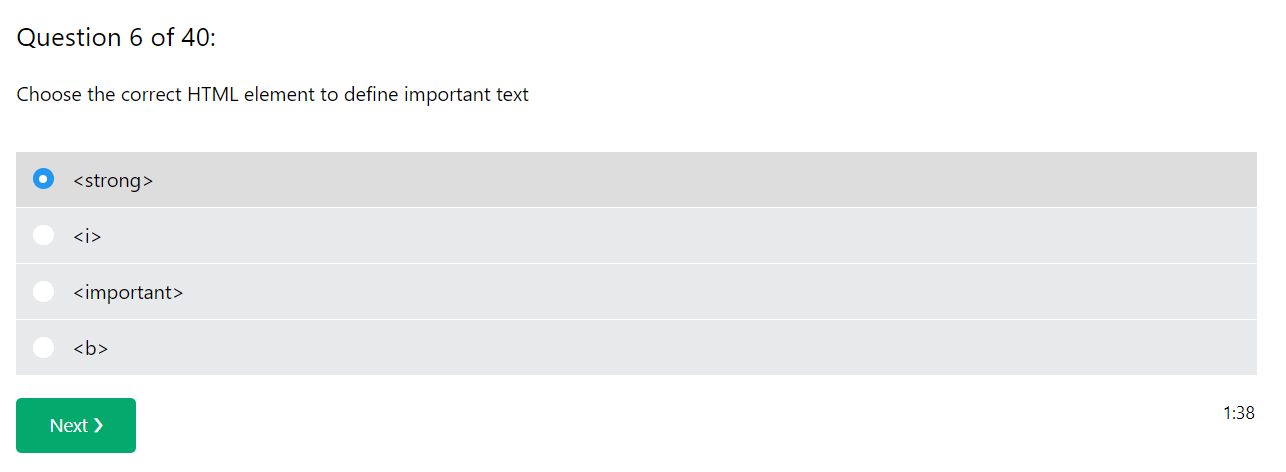 Question 6 of 40:
Choose the correct HTML element to define important text
<strong>
<i>
<important>
<b>
Next ❯
1:38